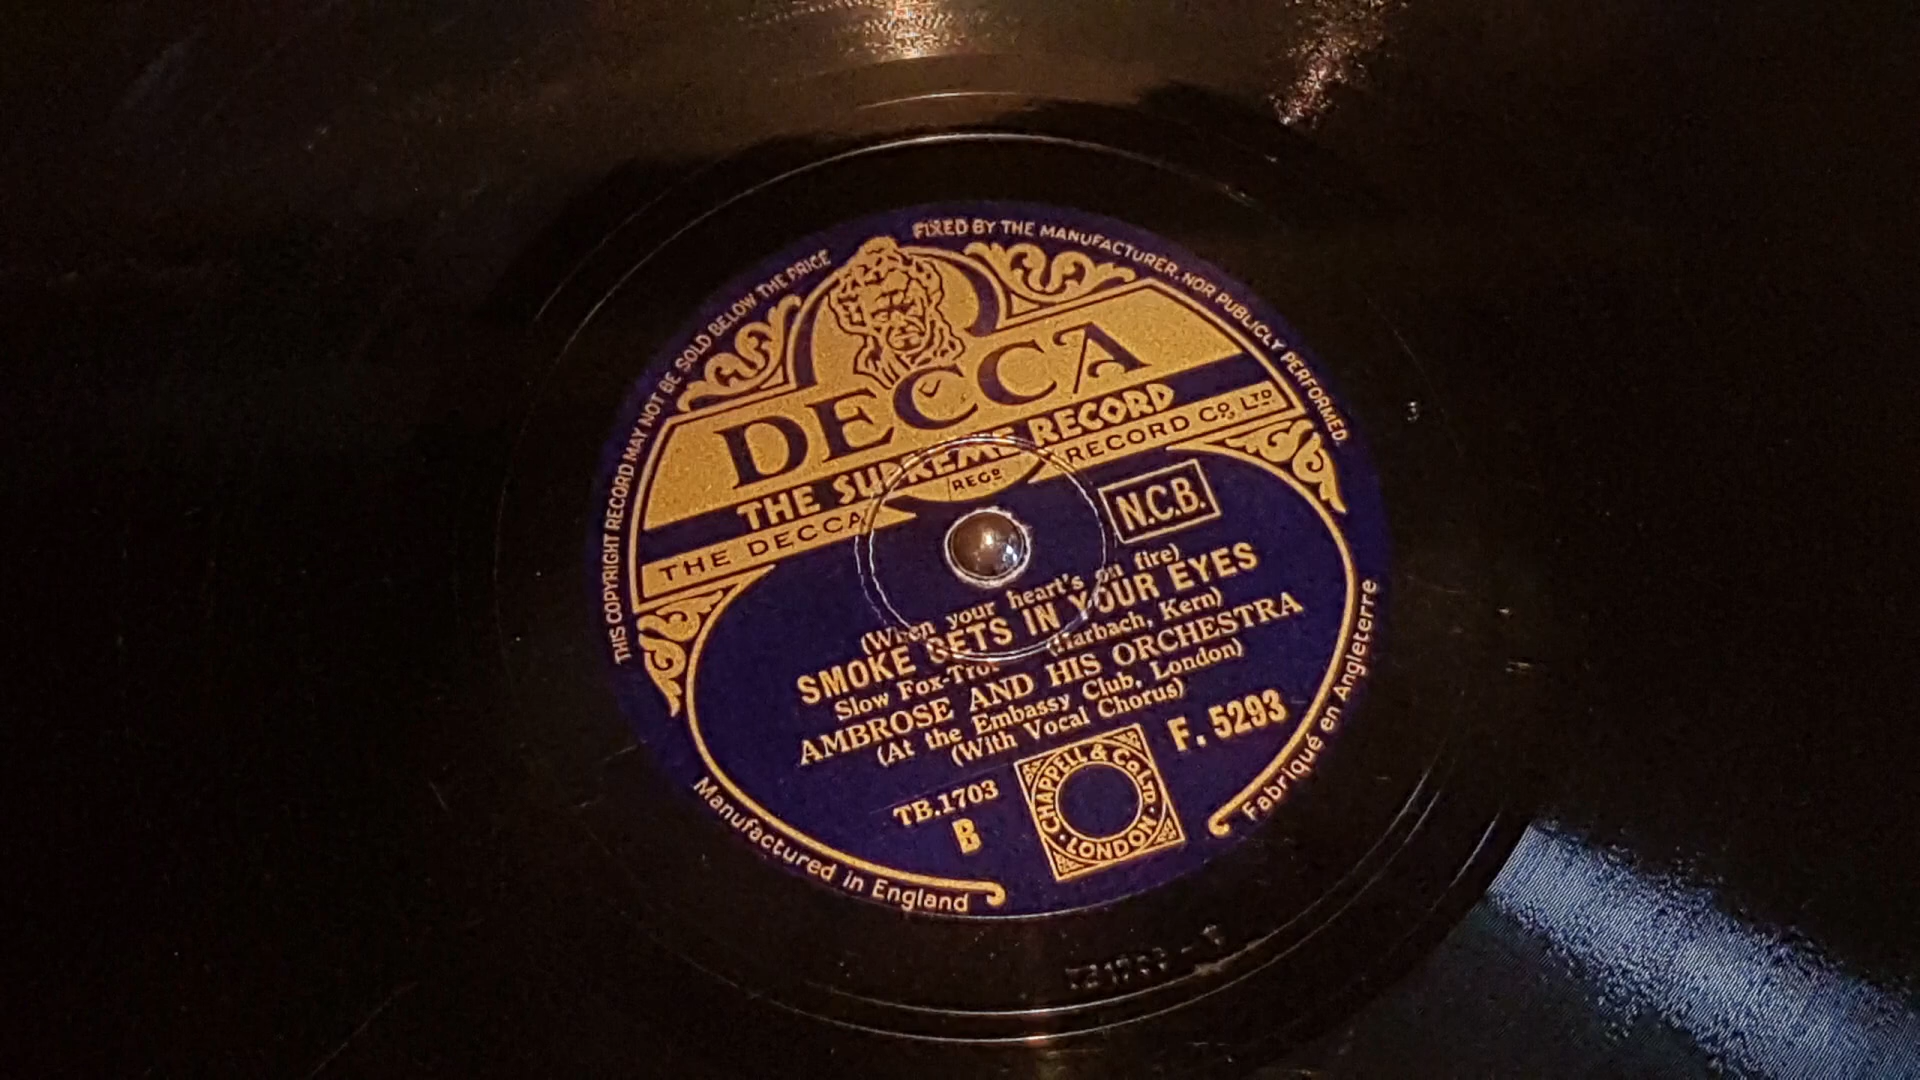 THIS COPYRIGHT RECORD MAY NOT BE SOLD BELOW THE PRICE FIXED BY THE MANUFACTURER, NOR PUBLICLY PERFORMED.
DECCA
THE SUPREME RECORD
THE DECCA RECORD CO, LTD
REGD
N.C.B.
(When your heart's on fire)
SMOKE GETS IN YOUR EYES
Slow Fox-Trot (Harbach, Kern)
AMBROSE AND HIS ORCHESTRA
(At the Embassy Club, London)
(With Vocal Chorus)
F. 5293
TB.1703
B
CHAPPELL & CO LTD
· LONDON ·
Manufactured in England
Fabriqué en Angleterre